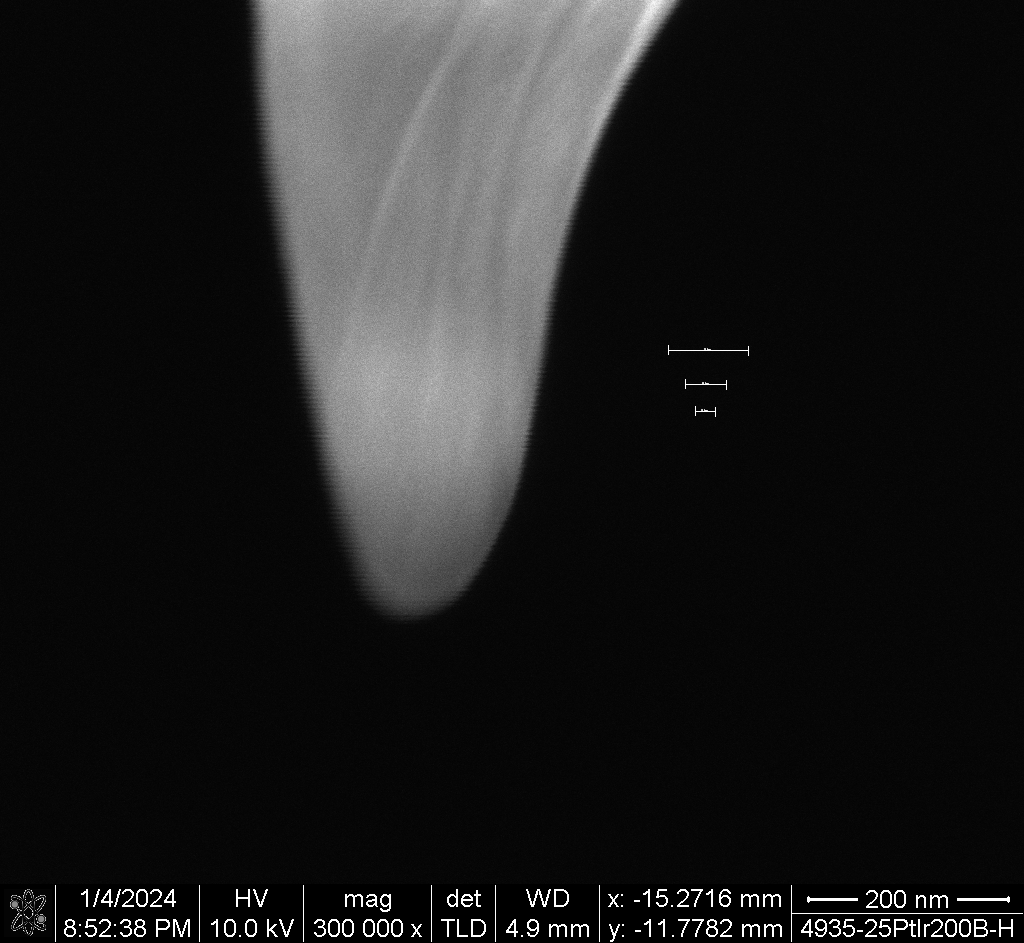 1/4/2024
8:52:38 PM
HV
10.0 kV
mag
300 000 x
det
TLD
WD
4.9 mm
x: -15.2716 mm
y: -11.7782 mm
200 nm
4935-25PtIr200B-H